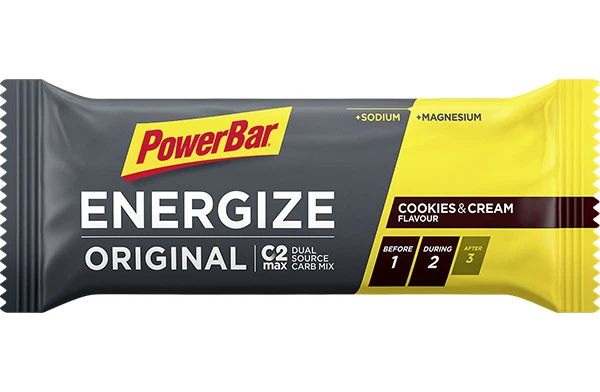 +SODIUM
+MAGNESIUM
PowerBar
ENERGIZE
ORIGINAL
C2 max
DUAL
SOURCE
CARB MIX
COOKIES & CREAM
FLAVOUR
BEFORE
1
DURING
2
AFTER
3